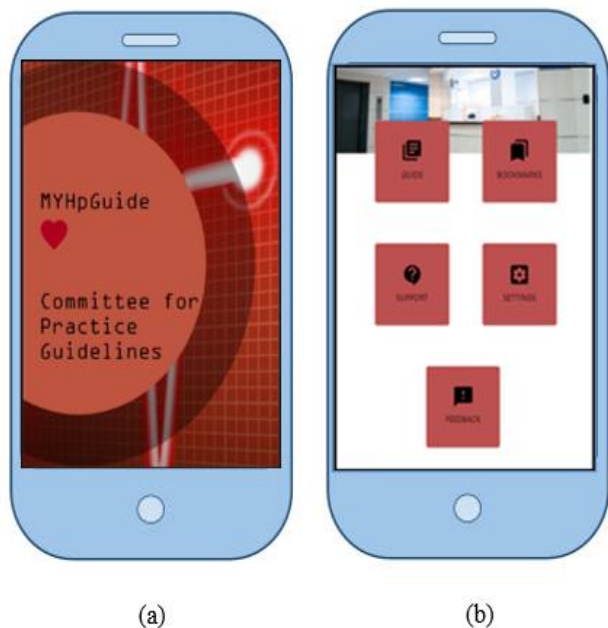 MYHpGuide
Committee for
Practice
Guidelines
GUIDE
BOOKMARKS
SUPPORT
SETTINGS
FEEDBACK
(a)
(b)